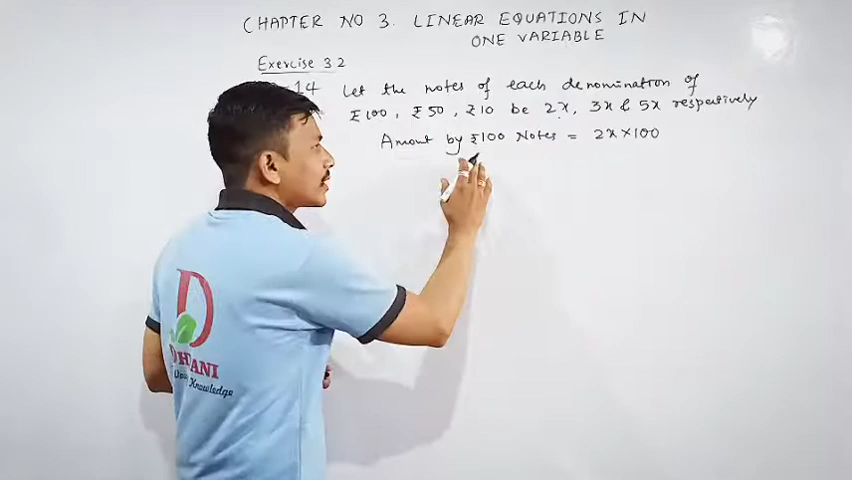 CHAPTER NO 3. LINEAR EQUATIONS IN
ONE VARIABLE
Exercise 3.2
14 Let the notes of each denomination of
₹100, ₹50, ₹10 be 2x, 3x & 5x respectively
Amount by ₹100 Notes = 2x×100
D
Knowledge